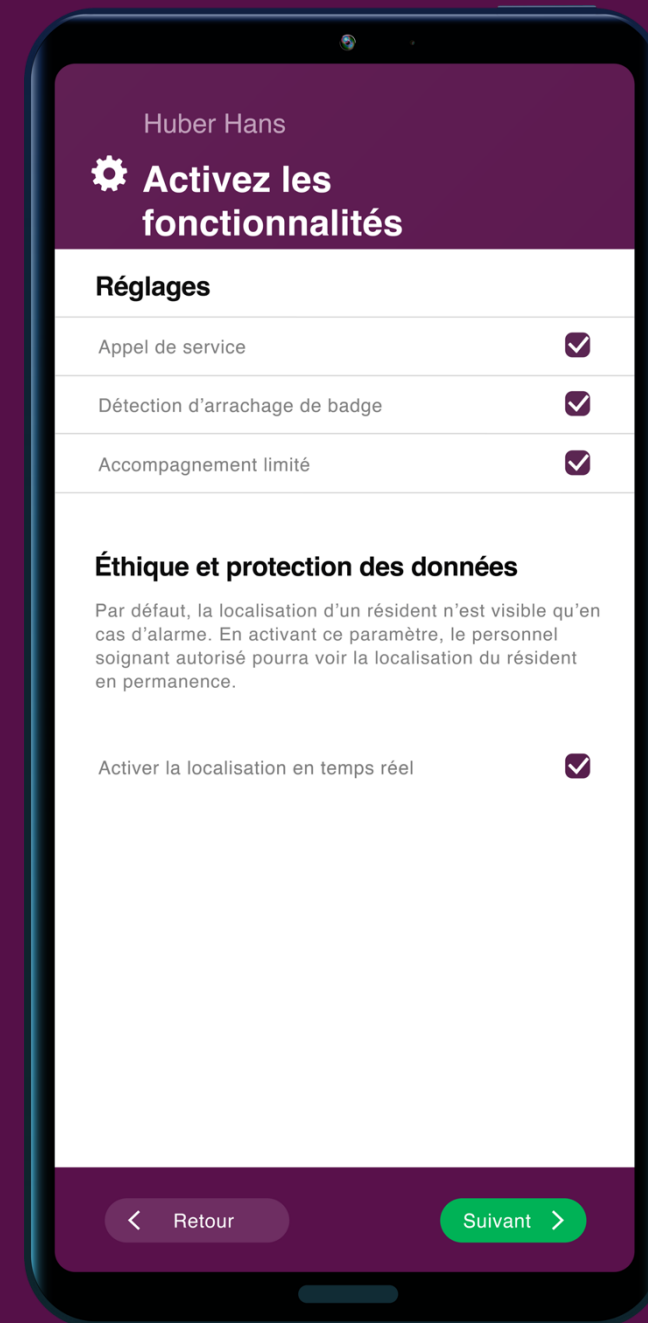 Huber Hans
Activez les
fonctionnalités
Réglages
Appel de service
Détection d’arrachage de badge
Accompagnement limité
Éthique et protection des données
Par défaut, la localisation d’un résident n’est visible qu’en
cas d’alarme. En activant ce paramètre, le personnel
soignant autorisé pourra voir la localisation du résident
en permanence.
Activer la localisation en temps réel
Retour
Suivant